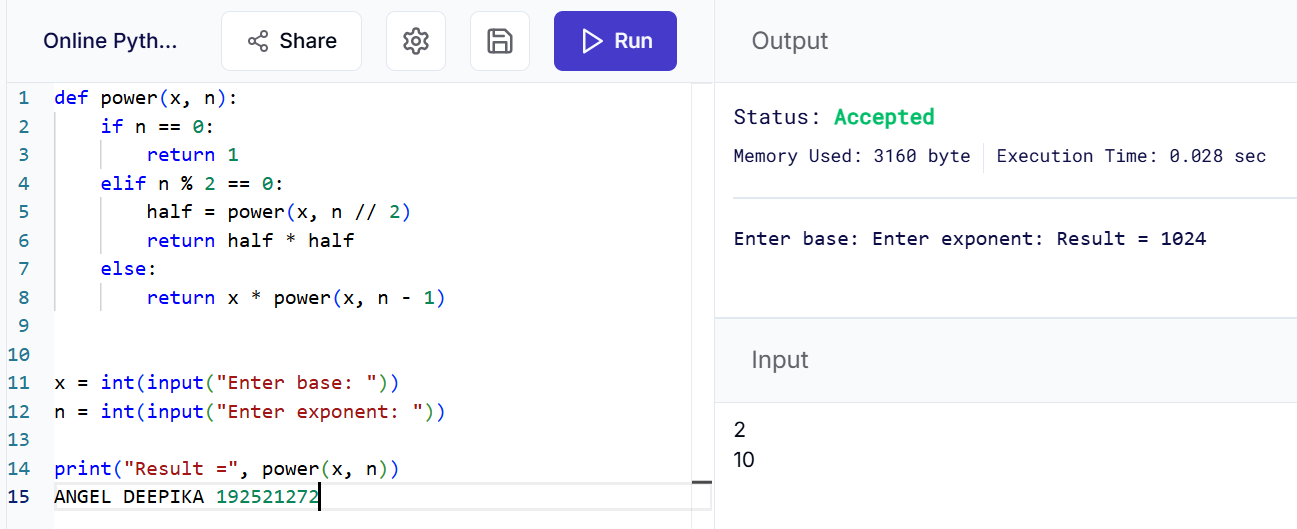 Online Pyth...
Share
Run
1 def power(x, n):
2     if n == 0:
3         return 1
4     elif n % 2 == 0:
5         half = power(x, n // 2)
6         return half * half
7     else:
8         return x * power(x, n - 1)
9
10
11 x = int(input("Enter base: "))
12 n = int(input("Enter exponent: "))
13
14 print("Result =", power(x, n))
15 ANGEL DEEPIKA 192521272
Output
Status: Accepted
Memory Used: 3160 byte Execution Time: 0.028 sec
Enter base: Enter exponent: Result = 1024
Input
2
10